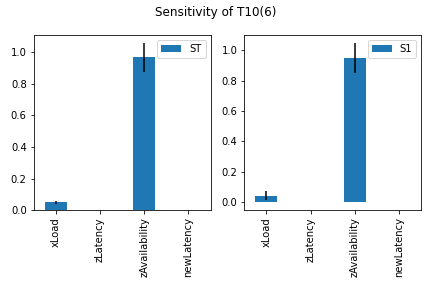 Sensitivity of T10(6)
ST
1.0
0.8
0.6
0.4
0.2
0.0
xLoad
zLatency
zAvailability
newLatency
S1
1.0
0.8
0.6
0.4
0.2
0.0
xLoad
zLatency
zAvailability
newLatency